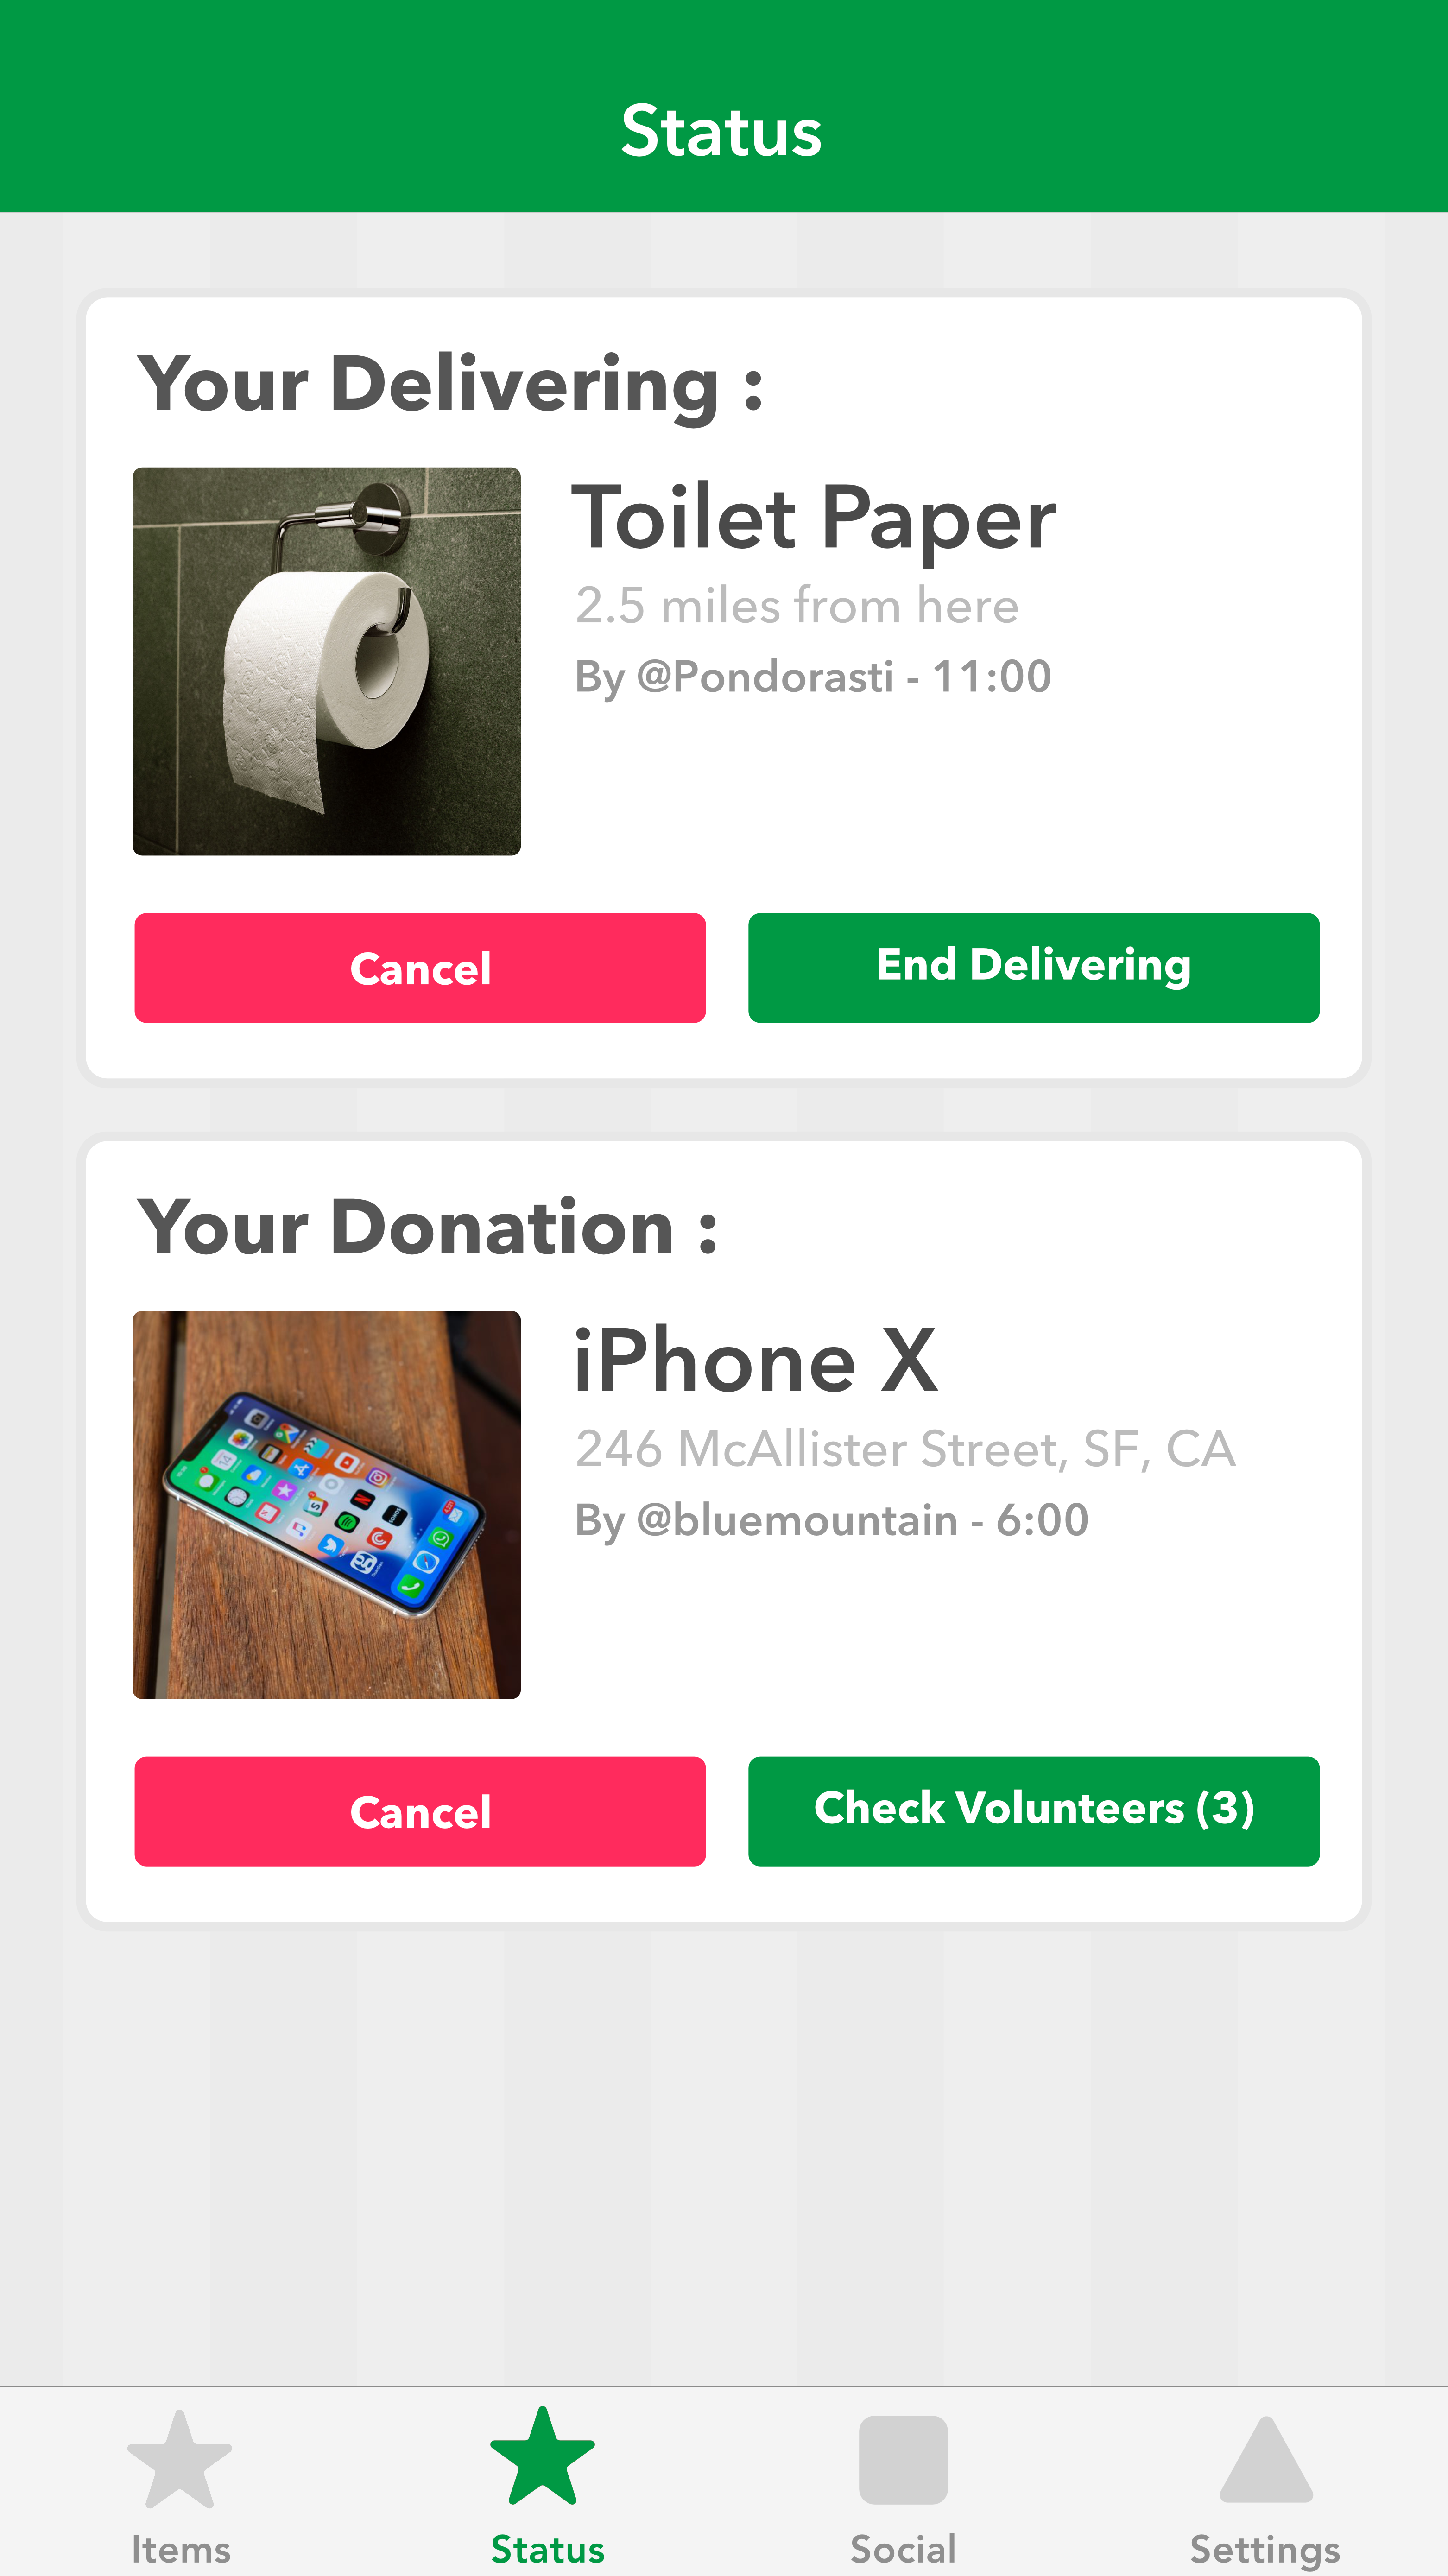 Status
Your Delivering :
Toilet Paper
2.5 miles from here
By @Pondorasti - 11:00
Cancel
End Delivering
Your Donation :
iPhone X
246 McAllister Street, SF, CA
By @bluemountain - 6:00
Cancel
Check Volunteers (3)
Items
Status
Social
Settings